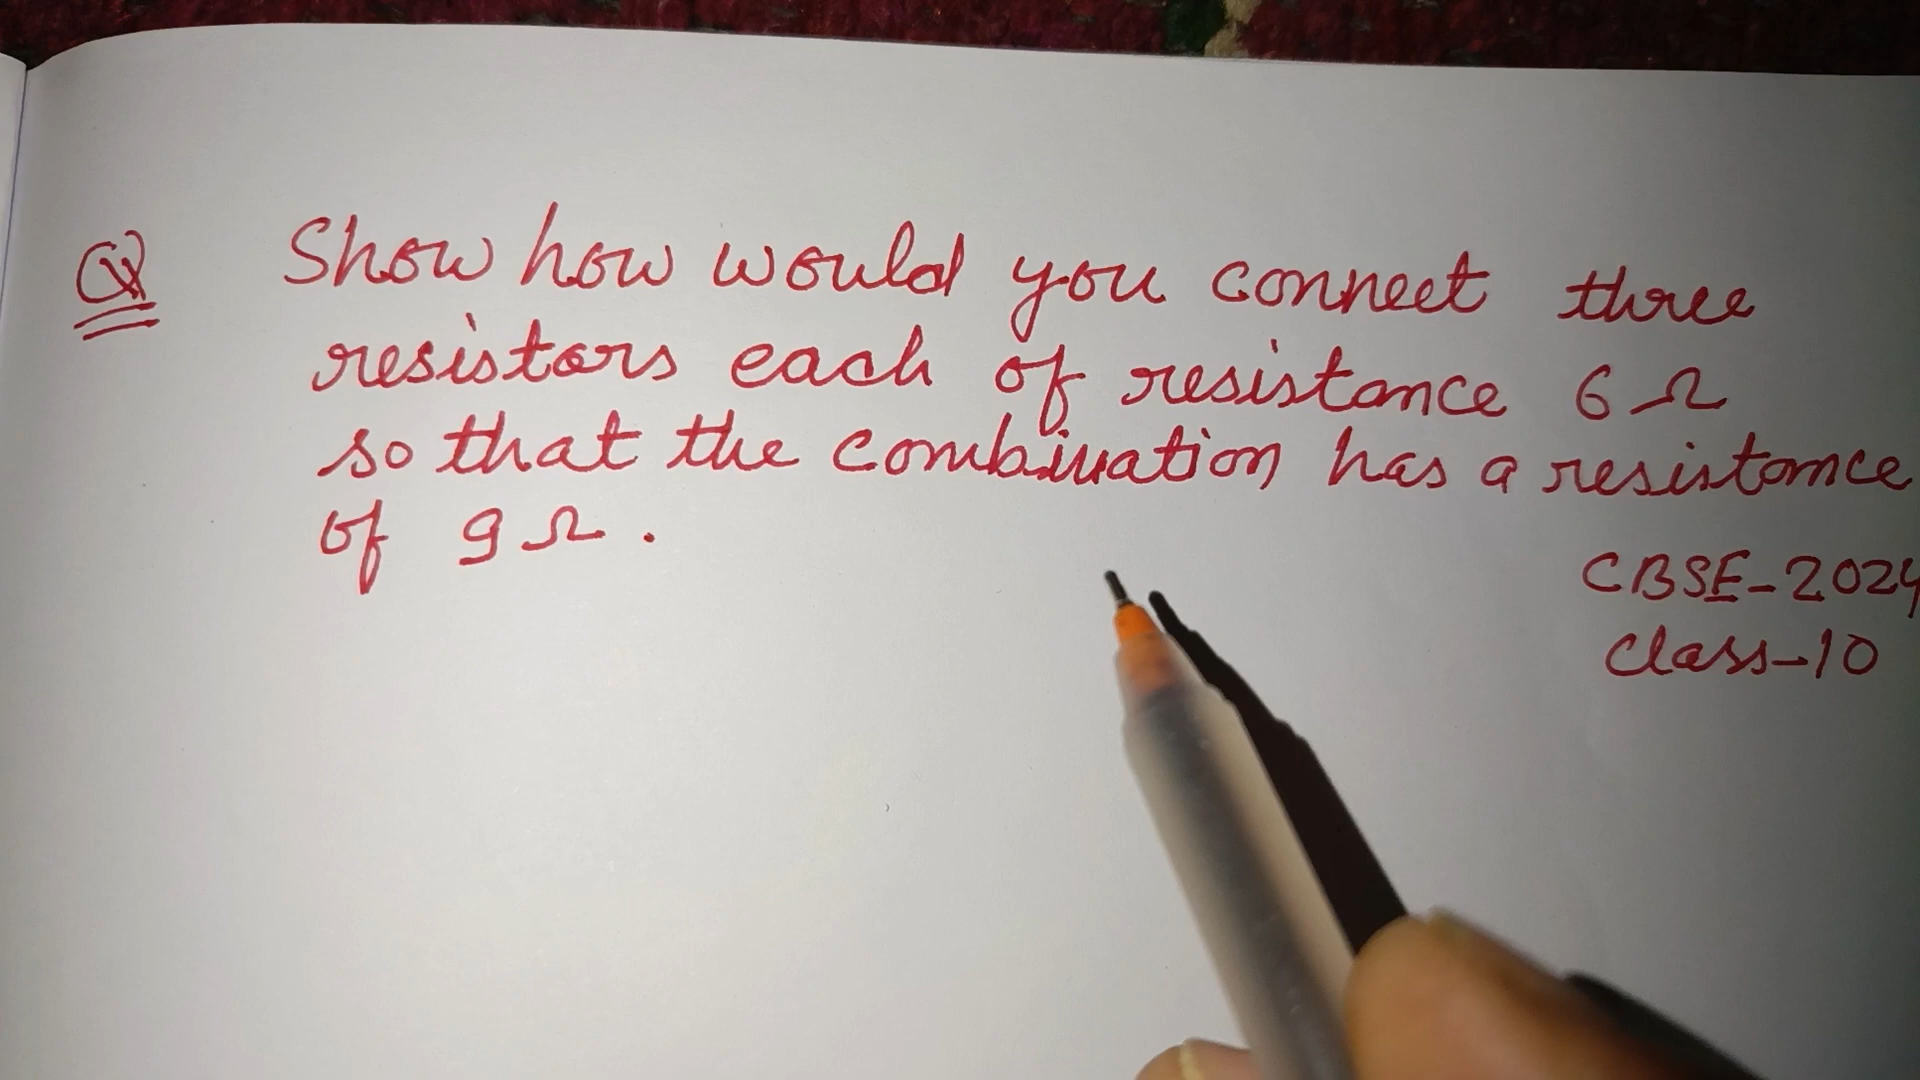 Q Show how would you connect three
resistors each of resistance 6 Ω
so that the combination has a resistance
of 9 Ω .
CBSE-2024
Class-10